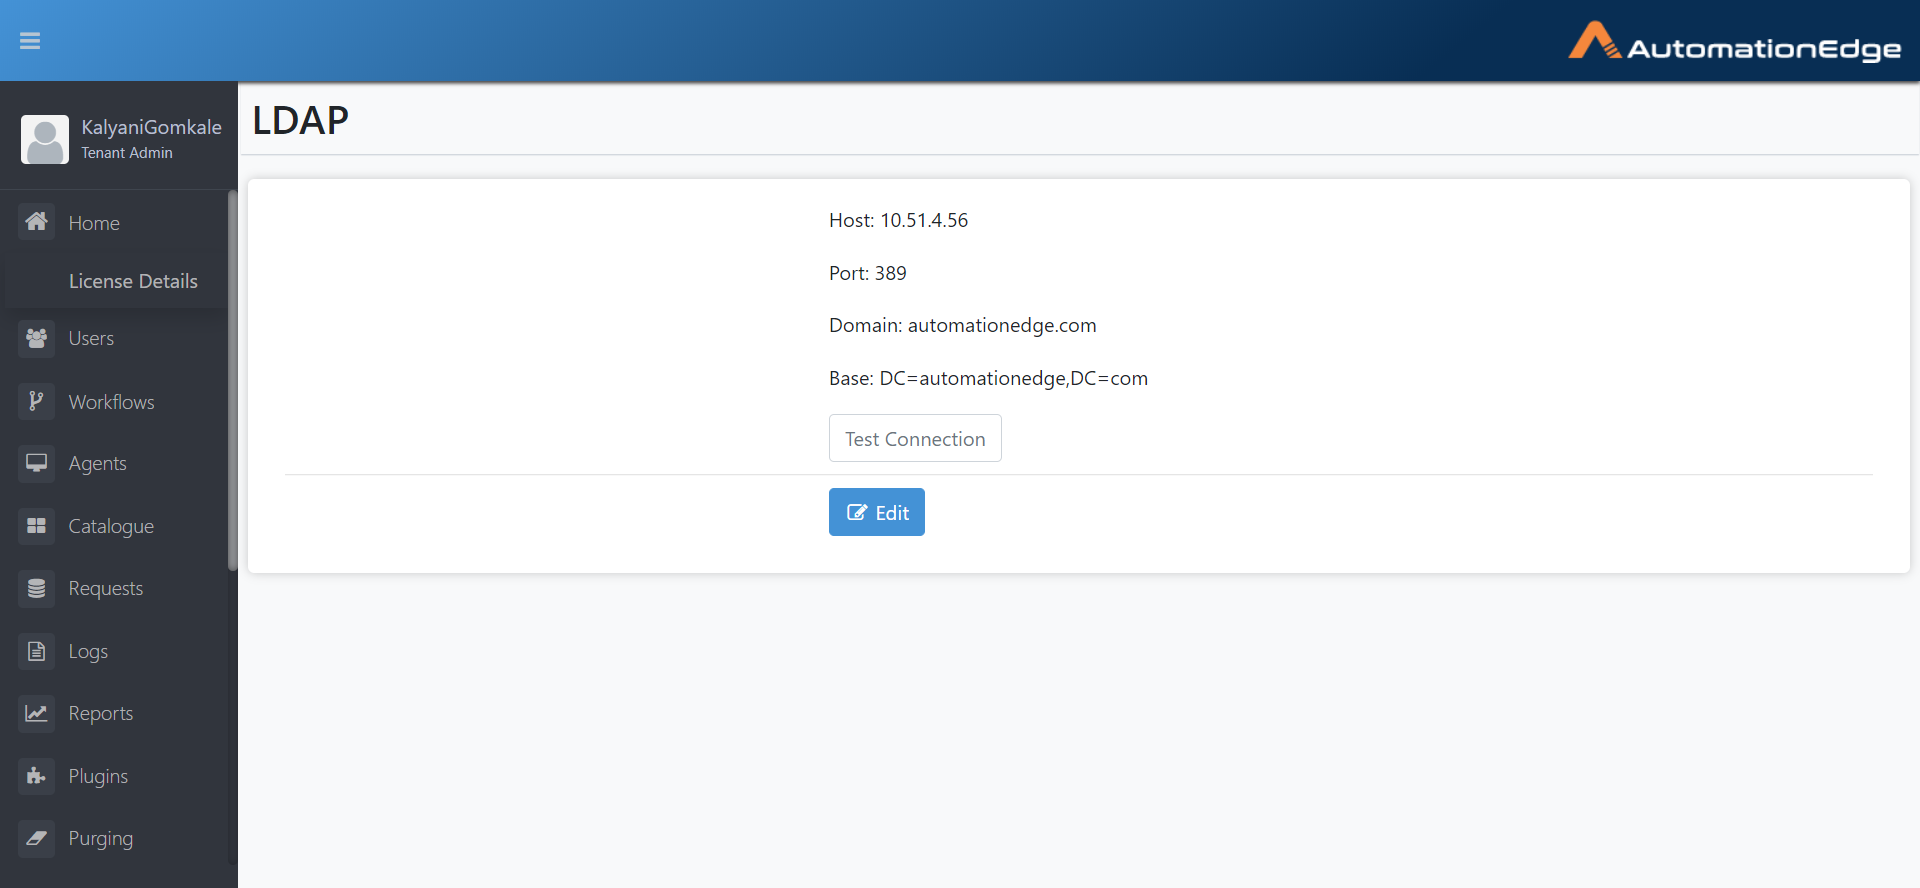 AutomationEdge
KalyaniGomkale
Tenant Admin
Home
License Details
Users
Workflows
Agents
Catalogue
Requests
Logs
Reports
Plugins
Purging
LDAP
Host: 10.51.4.56
Port: 389
Domain: automationedge.com
Base: DC=automationedge,DC=com
Test Connection
Edit